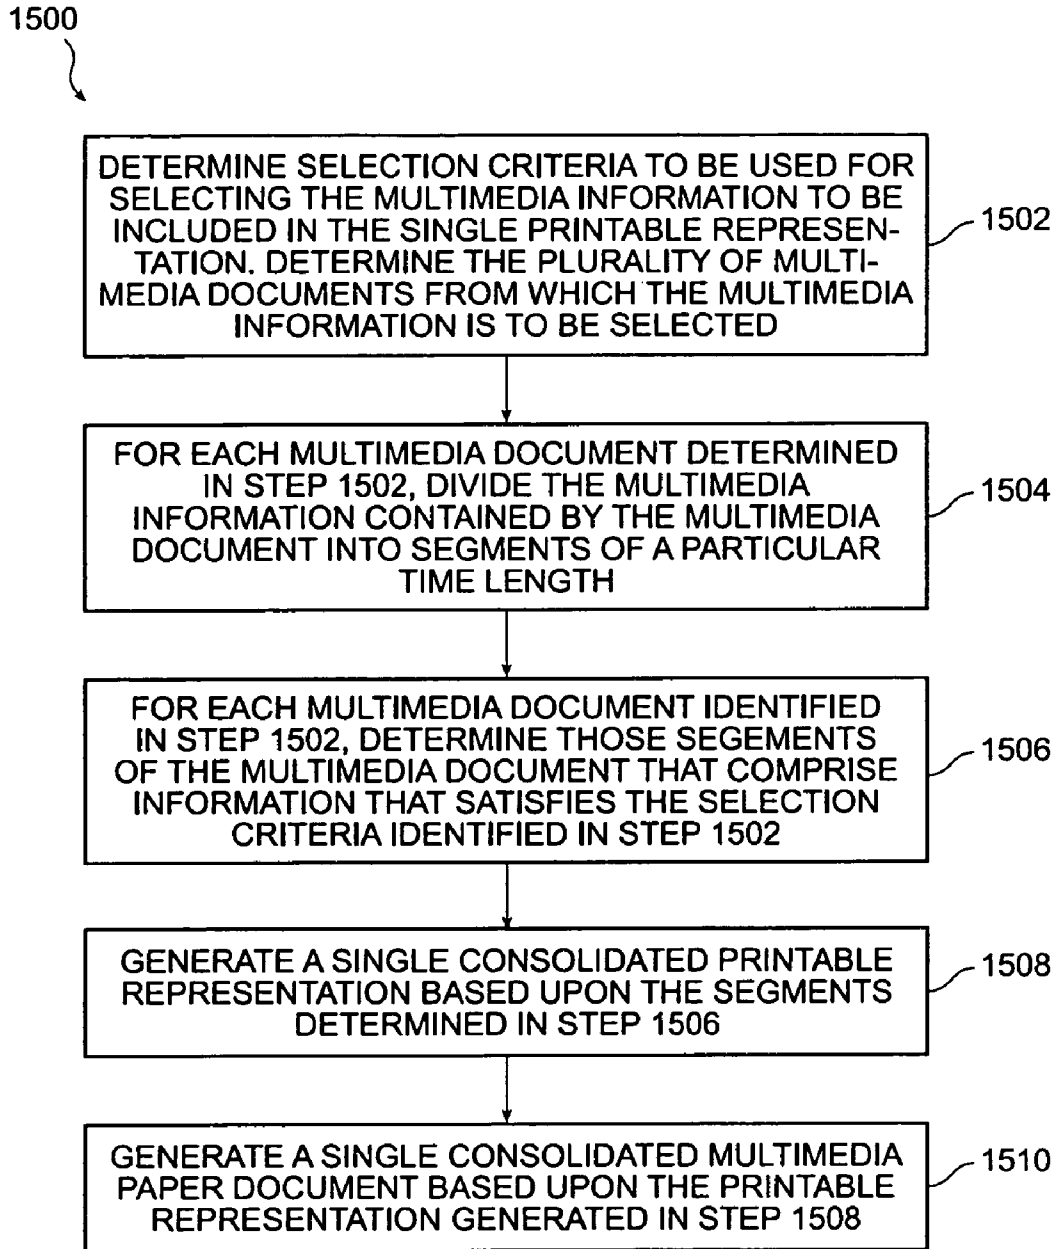 1500
DETERMINE SELECTION CRITERIA TO BE USED FOR
SELECTING THE MULTIMEDIA INFORMATION TO BE
INCLUDED IN THE SINGLE PRINTABLE REPRESEN-
TATION. DETERMINE THE PLURALITY OF MULTI-
MEDIA DOCUMENTS FROM WHICH THE MULTIMEDIA
INFORMATION IS TO BE SELECTED
1502
FOR EACH MULTIMEDIA DOCUMENT DETERMINED
IN STEP 1502, DIVIDE THE MULTIMEDIA
INFORMATION CONTAINED BY THE MULTIMEDIA
DOCUMENT INTO SEGMENTS OF A PARTICULAR
TIME LENGTH
1504
FOR EACH MULTIMEDIA DOCUMENT IDENTIFIED
IN STEP 1502, DETERMINE THOSE SEGEMENTS
OF THE MULTIMEDIA DOCUMENT THAT COMPRISE
INFORMATION THAT SATISFIES THE SELECTION
CRITERIA IDENTIFIED IN STEP 1502
1506
GENERATE A SINGLE CONSOLIDATED PRINTABLE
REPRESENTATION BASED UPON THE SEGMENTS
DETERMINED IN STEP 1506
1508
GENERATE A SINGLE CONSOLIDATED MULTIMEDIA
PAPER DOCUMENT BASED UPON THE PRINTABLE
REPRESENTATION GENERATED IN STEP 1508
1510